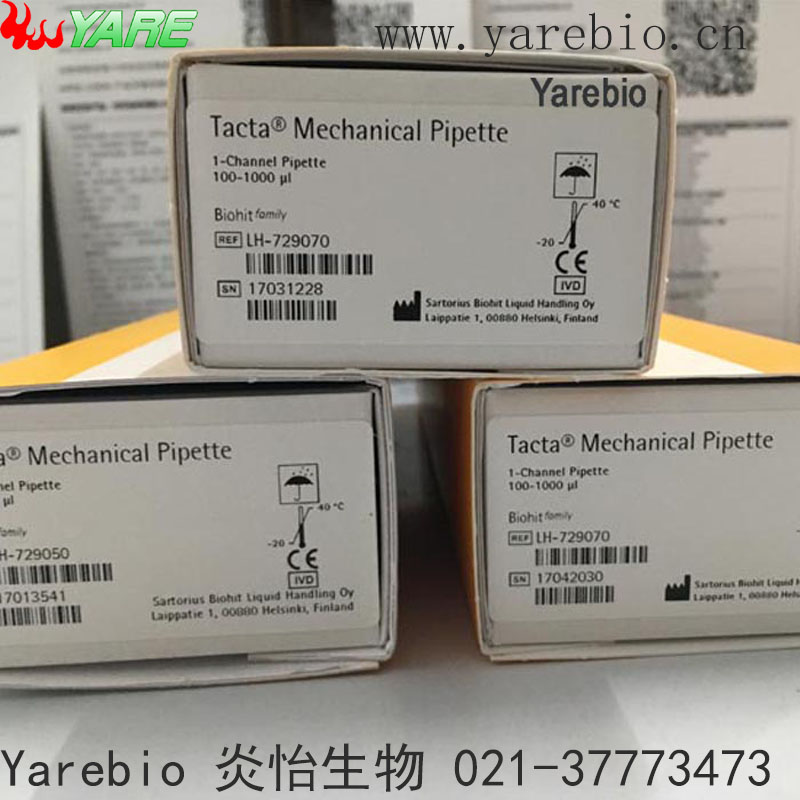 YARE
www.yarebio.cn
Yarebio
Tacta® Mechanical Pipette
1-Channel Pipette
100-1000 µl
Biohit family
REF LH-729070
SN 17031228
40 °C
-20
CE
IVD
Sartorius Biohit Liquid Handling Oy
Laippatie 1, 00880 Helsinki, Finland
a® Mechanical Pipette
nel Pipette
µl
family
H-729050
17013541
40 °C
-20
CE
IVD
Sartorius Biohit Liquid Handling Oy
Laippatie 1, 00880 Helsinki, Finland
Tacta® Mechanical Pipette
1-Channel Pipette
100-1000 µl
Biohit family
REF LH-729070
SN 17042030
Sartorius Biohit Liquid H
Laippatie 1, 00880 Hels
Yarebio 炎怡生物 021-37773473